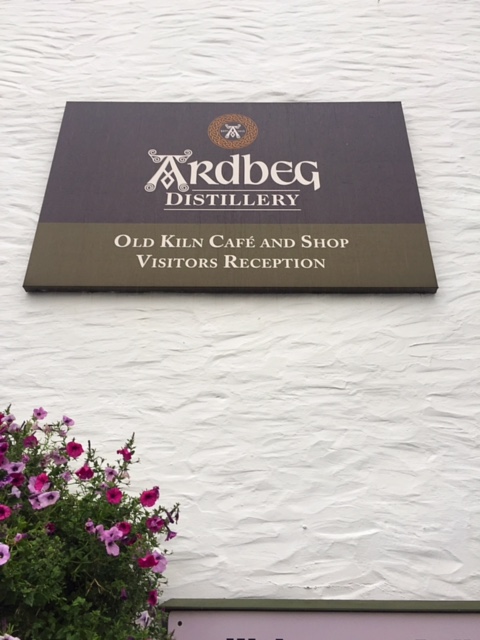 Ardbeg
DISTILLERY
OLD KILN CAFÉ AND SHOP
VISITORS RECEPTION